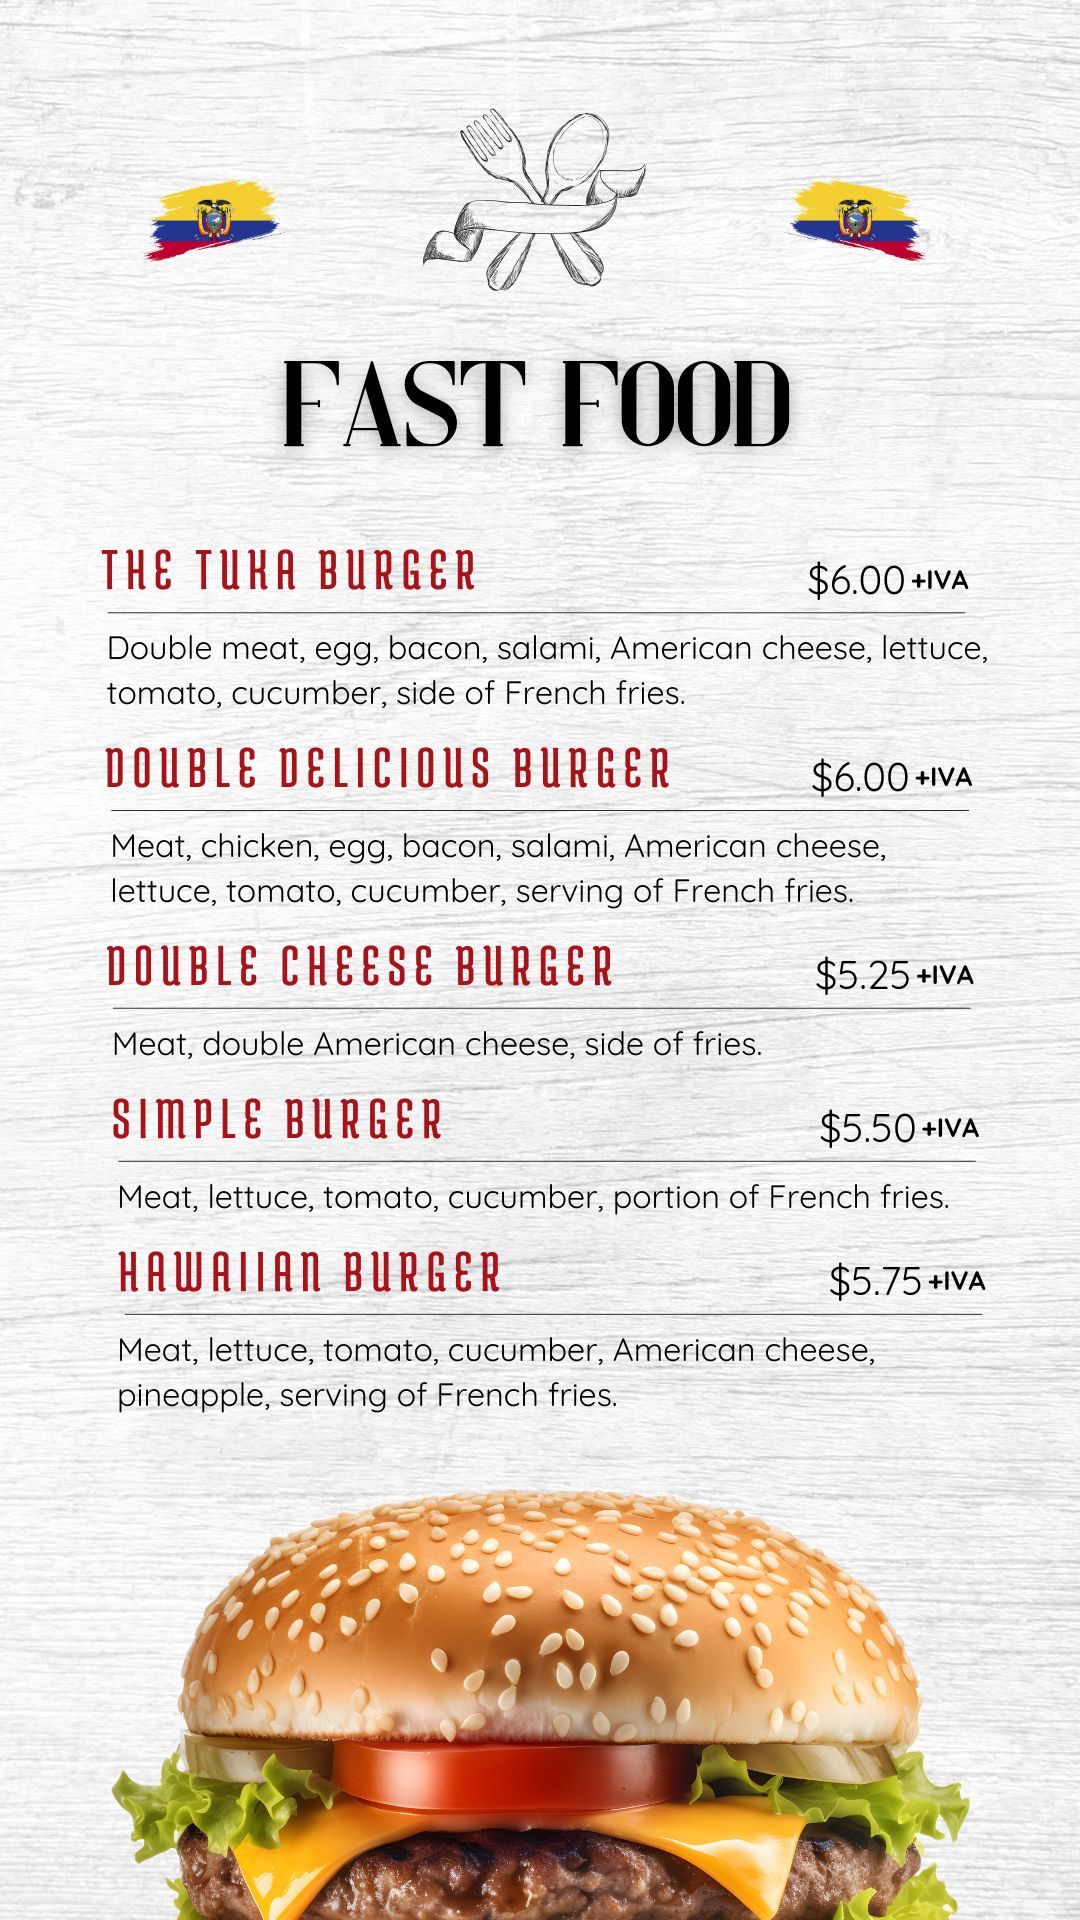 FAST FOOD
THE TUKA BURGER
$6.00 +IVA
Double meat, egg, bacon, salami, American cheese, lettuce,
tomato, cucumber, side of French fries.
DOUBLE DELICIOUS BURGER
$6.00 +IVA
Meat, chicken, egg, bacon, salami, American cheese,
lettuce, tomato, cucumber, serving of French fries.
DOUBLE CHEESE BURGER
$5.25 +IVA
Meat, double American cheese, side of fries.
SIMPLE BURGER
$5.50 +IVA
Meat, lettuce, tomato, cucumber, portion of French fries.
HAWAIIAN BURGER
$5.75 +IVA
Meat, lettuce, tomato, cucumber, American cheese,
pineapple, serving of French fries.